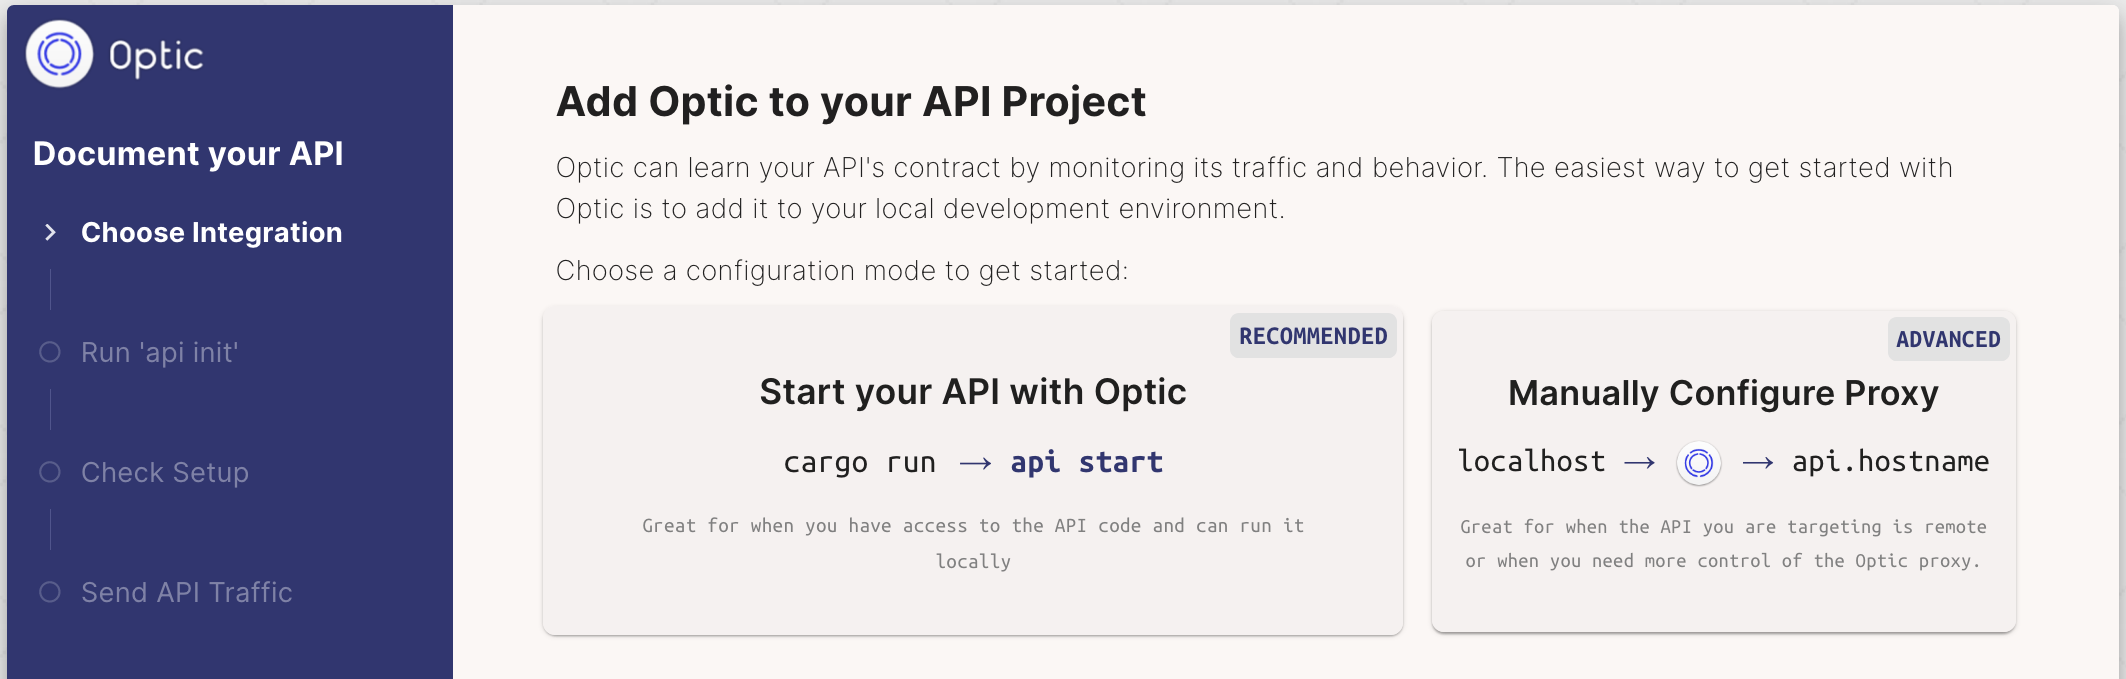 Optic
Document your API
Choose Integration
Run 'api init'
Check Setup
Send API Traffic
Add Optic to your API Project
Optic can learn your API's contract by monitoring its traffic and behavior. The easiest way to get started with
Optic is to add it to your local development environment.
Choose a configuration mode to get started:
RECOMMENDED
Start your API with Optic
cargo run → api start
Great for when you have access to the API code and can run it
locally
ADVANCED
Manually Configure Proxy
localhost → → api.hostname
Great for when the API you are targeting is remote
or when you need more control of the Optic proxy.